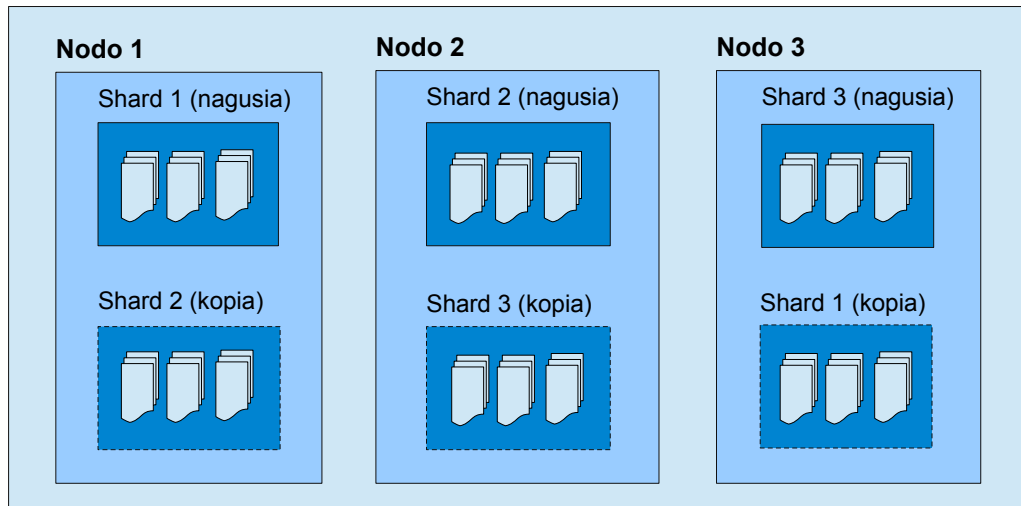 Nodo 1
Nodo 2
Nodo 3
Shard 1 (nagusia)
Shard 2 (nagusia)
Shard 3 (nagusia)
Shard 2 (kopia)
Shard 3 (kopia)
Shard 1 (kopia)